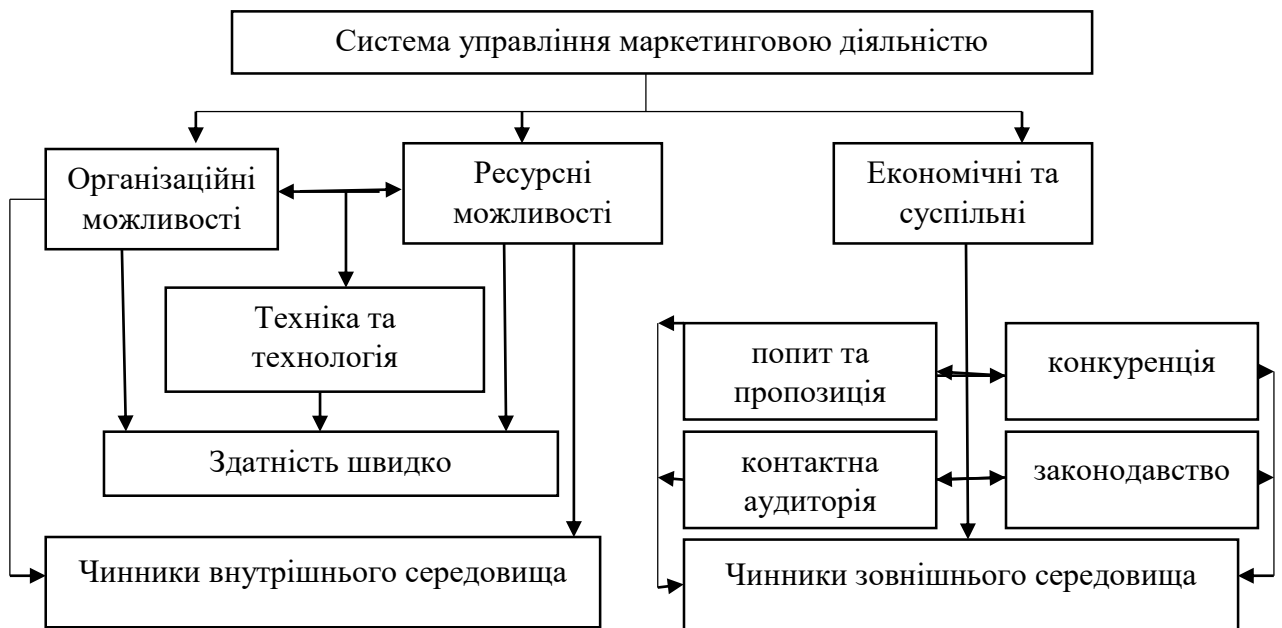 Система управління маркетинговою діяльністю
Організаційні
можливості
Ресурсні
можливості
Економічні та
суспільні
Техніка та
технологія
попит та
пропозиція
конкуренція
Здатність швидко
контактна
аудиторія
законодавство
Чинники внутрішнього середовища
Чинники зовнішнього середовища